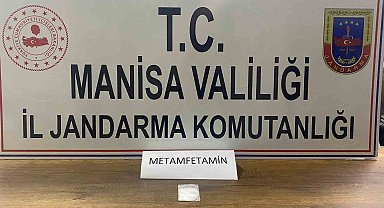 T.C.
MANİSA VALİLİĞİ
İL JANDARMA KOMUTANLIĞI
METAMFETAMİN